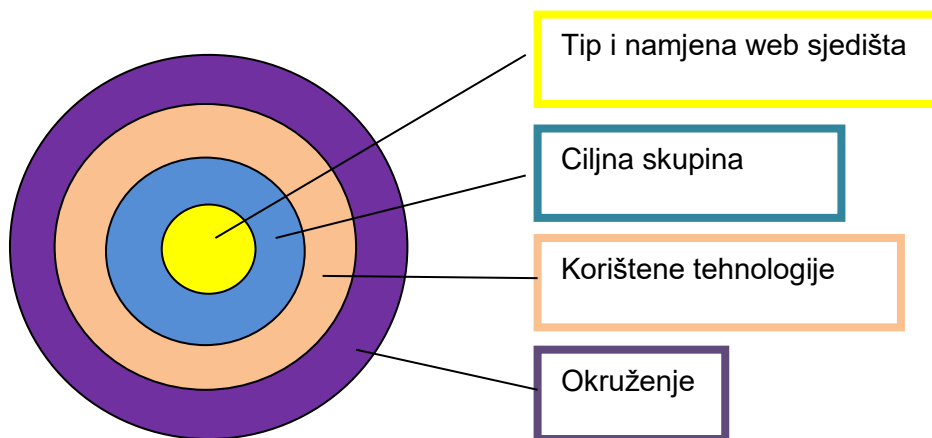 Tip i namjena web sjedišta
Ciljna skupina
Korištene tehnologije
Okruženje